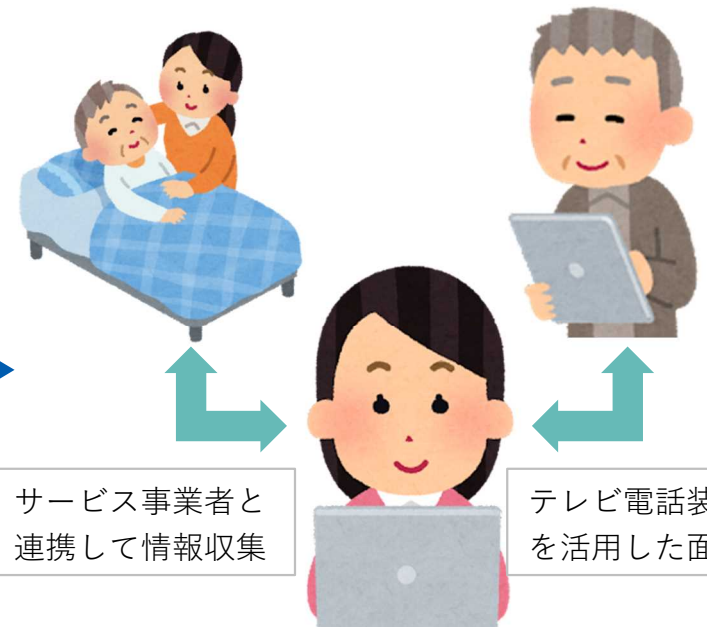 サービス事業者と
連携して情報収集
テレビ電話装
を活用した面